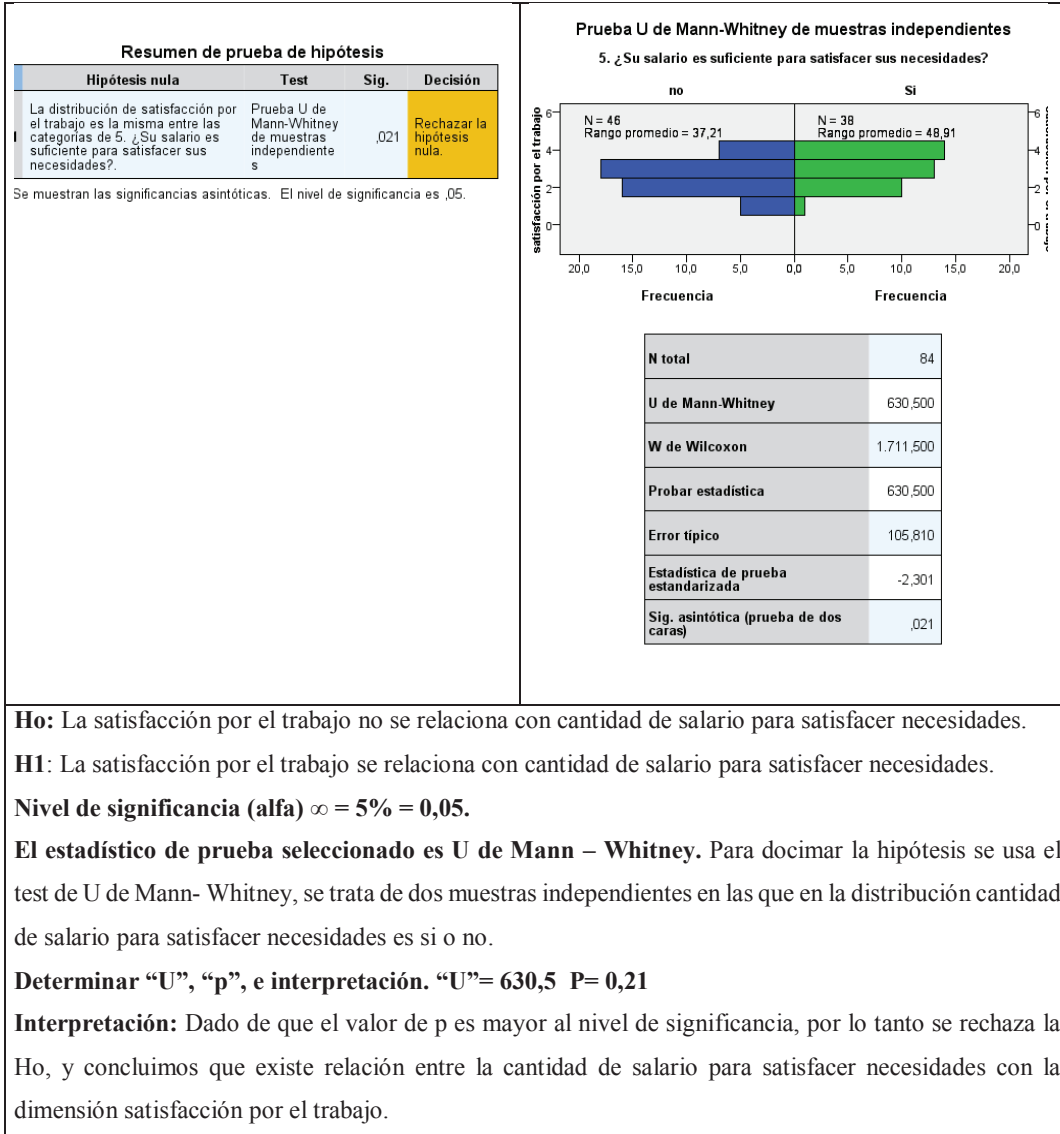 Resumen de prueba de hipótesis
Hipótesis nula Test Sig. Decisión
La distribución de satisfacción por
el trabajo es la misma entre las
categorías de 5. ¿Su salario es
suficiente para satisfacer sus
necesidades?.
Prueba U de
Mann-Whitney
de muestras
independiente
s
,021
Rechazar la
hipótesis
nula.
Se muestran las significancias asintóticas. El nivel de significancia es ,05.
Prueba U de Mann-Whitney de muestras independientes
5. ¿Su salario es suficiente para satisfacer sus necesidades?
no Si
N = 46
Rango promedio = 37,21
N = 38
Rango promedio = 48,91
satisfacción por el trabajo
6 6
4 4
2 2
0 0
20,0 15,0 10,0 5,0 0,0 5,0 10,0 15,0 20,0
Frecuencia Frecuencia
N total 84
U de Mann-Whitney 630,500
W de Wilcoxon 1.711,500
Probar estadística 630,500
Error típico 105,810
Estadística de prueba
estandarizada
-2,301
Sig. asintótica (prueba de dos
caras)
,021
Ho: La satisfacción por el trabajo no se relaciona con cantidad de salario para satisfacer necesidades.
H1: La satisfacción por el trabajo se relaciona con cantidad de salario para satisfacer necesidades.
Nivel de significancia (alfa) ∞ = 5% = 0,05.
El estadístico de prueba seleccionado es U de Mann – Whitney. Para docimar la hipótesis se usa el
test de U de Mann- Whitney, se trata de dos muestras independientes en las que en la distribución cantidad
de salario para satisfacer necesidades es si o no.
Determinar “U”, “p”, e interpretación. “U”= 630,5 P= 0,21
Interpretación: Dado de que el valor de p es mayor al nivel de significancia, por lo tanto se rechaza la
Ho, y concluimos que existe relación entre la cantidad de salario para satisfacer necesidades con la
dimensión satisfacción por el trabajo.